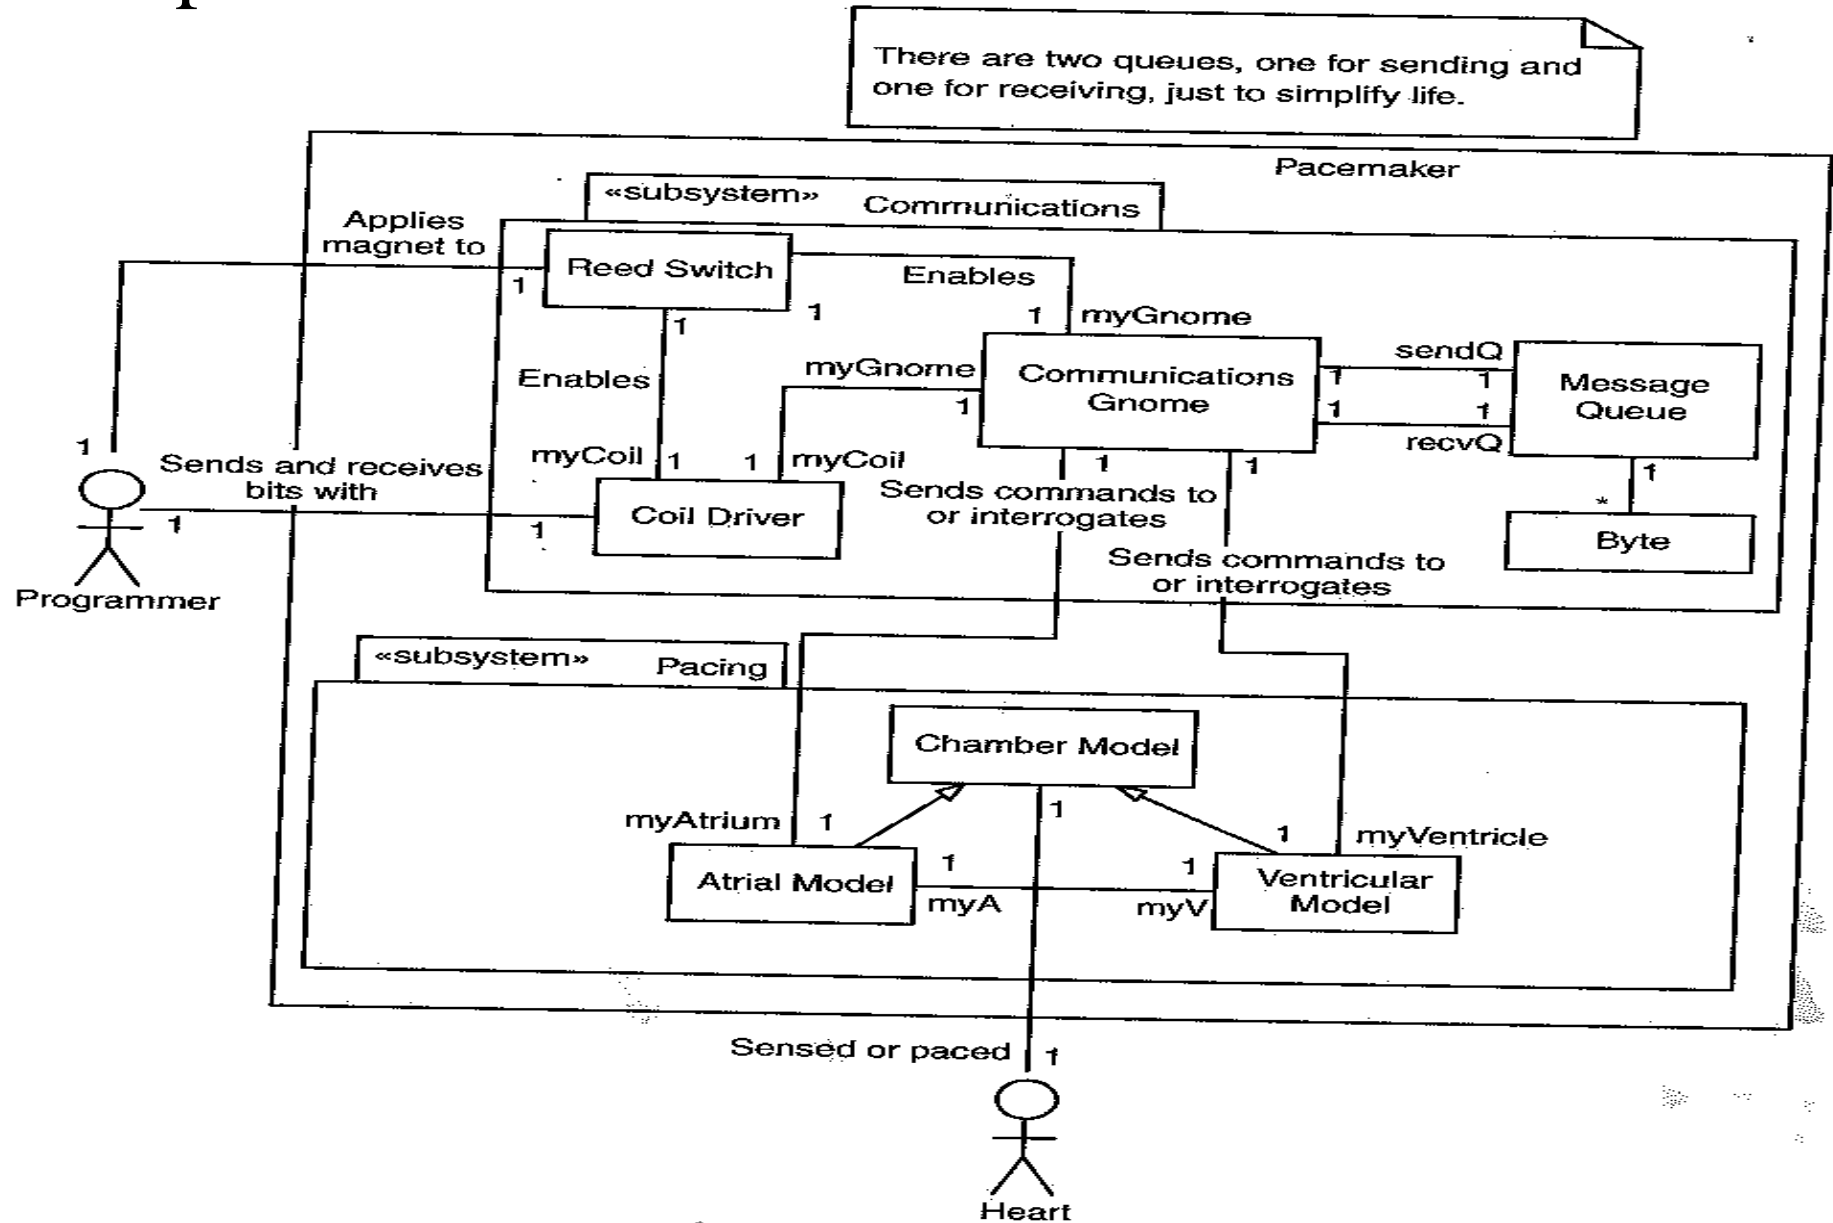 There are two queues, one for sending and
one for receiving, just to simplify life.
Pacemaker
«subsystem» Communications
Applies
magnet to
Reed Switch
1
1
1
Enables
1
myGnome
Enables
myGnome
1
Communications
Gnome
sendQ
1
1
1
1
recvQ
Message
Queue
1
*
Byte
1
Sends and receives
bits with
1
1
myCoil
1
1
myCoil
Coil Driver
1
Sends commands to
or interrogates
1
Sends commands to
or interrogates
Programmer
«subsystem» Pacing
Chamber Model
1
myAtrium
1
1
myVentricle
Atrial Model
1
myA
1
myV
Ventricular
Model
Sensed or paced
1
Heart